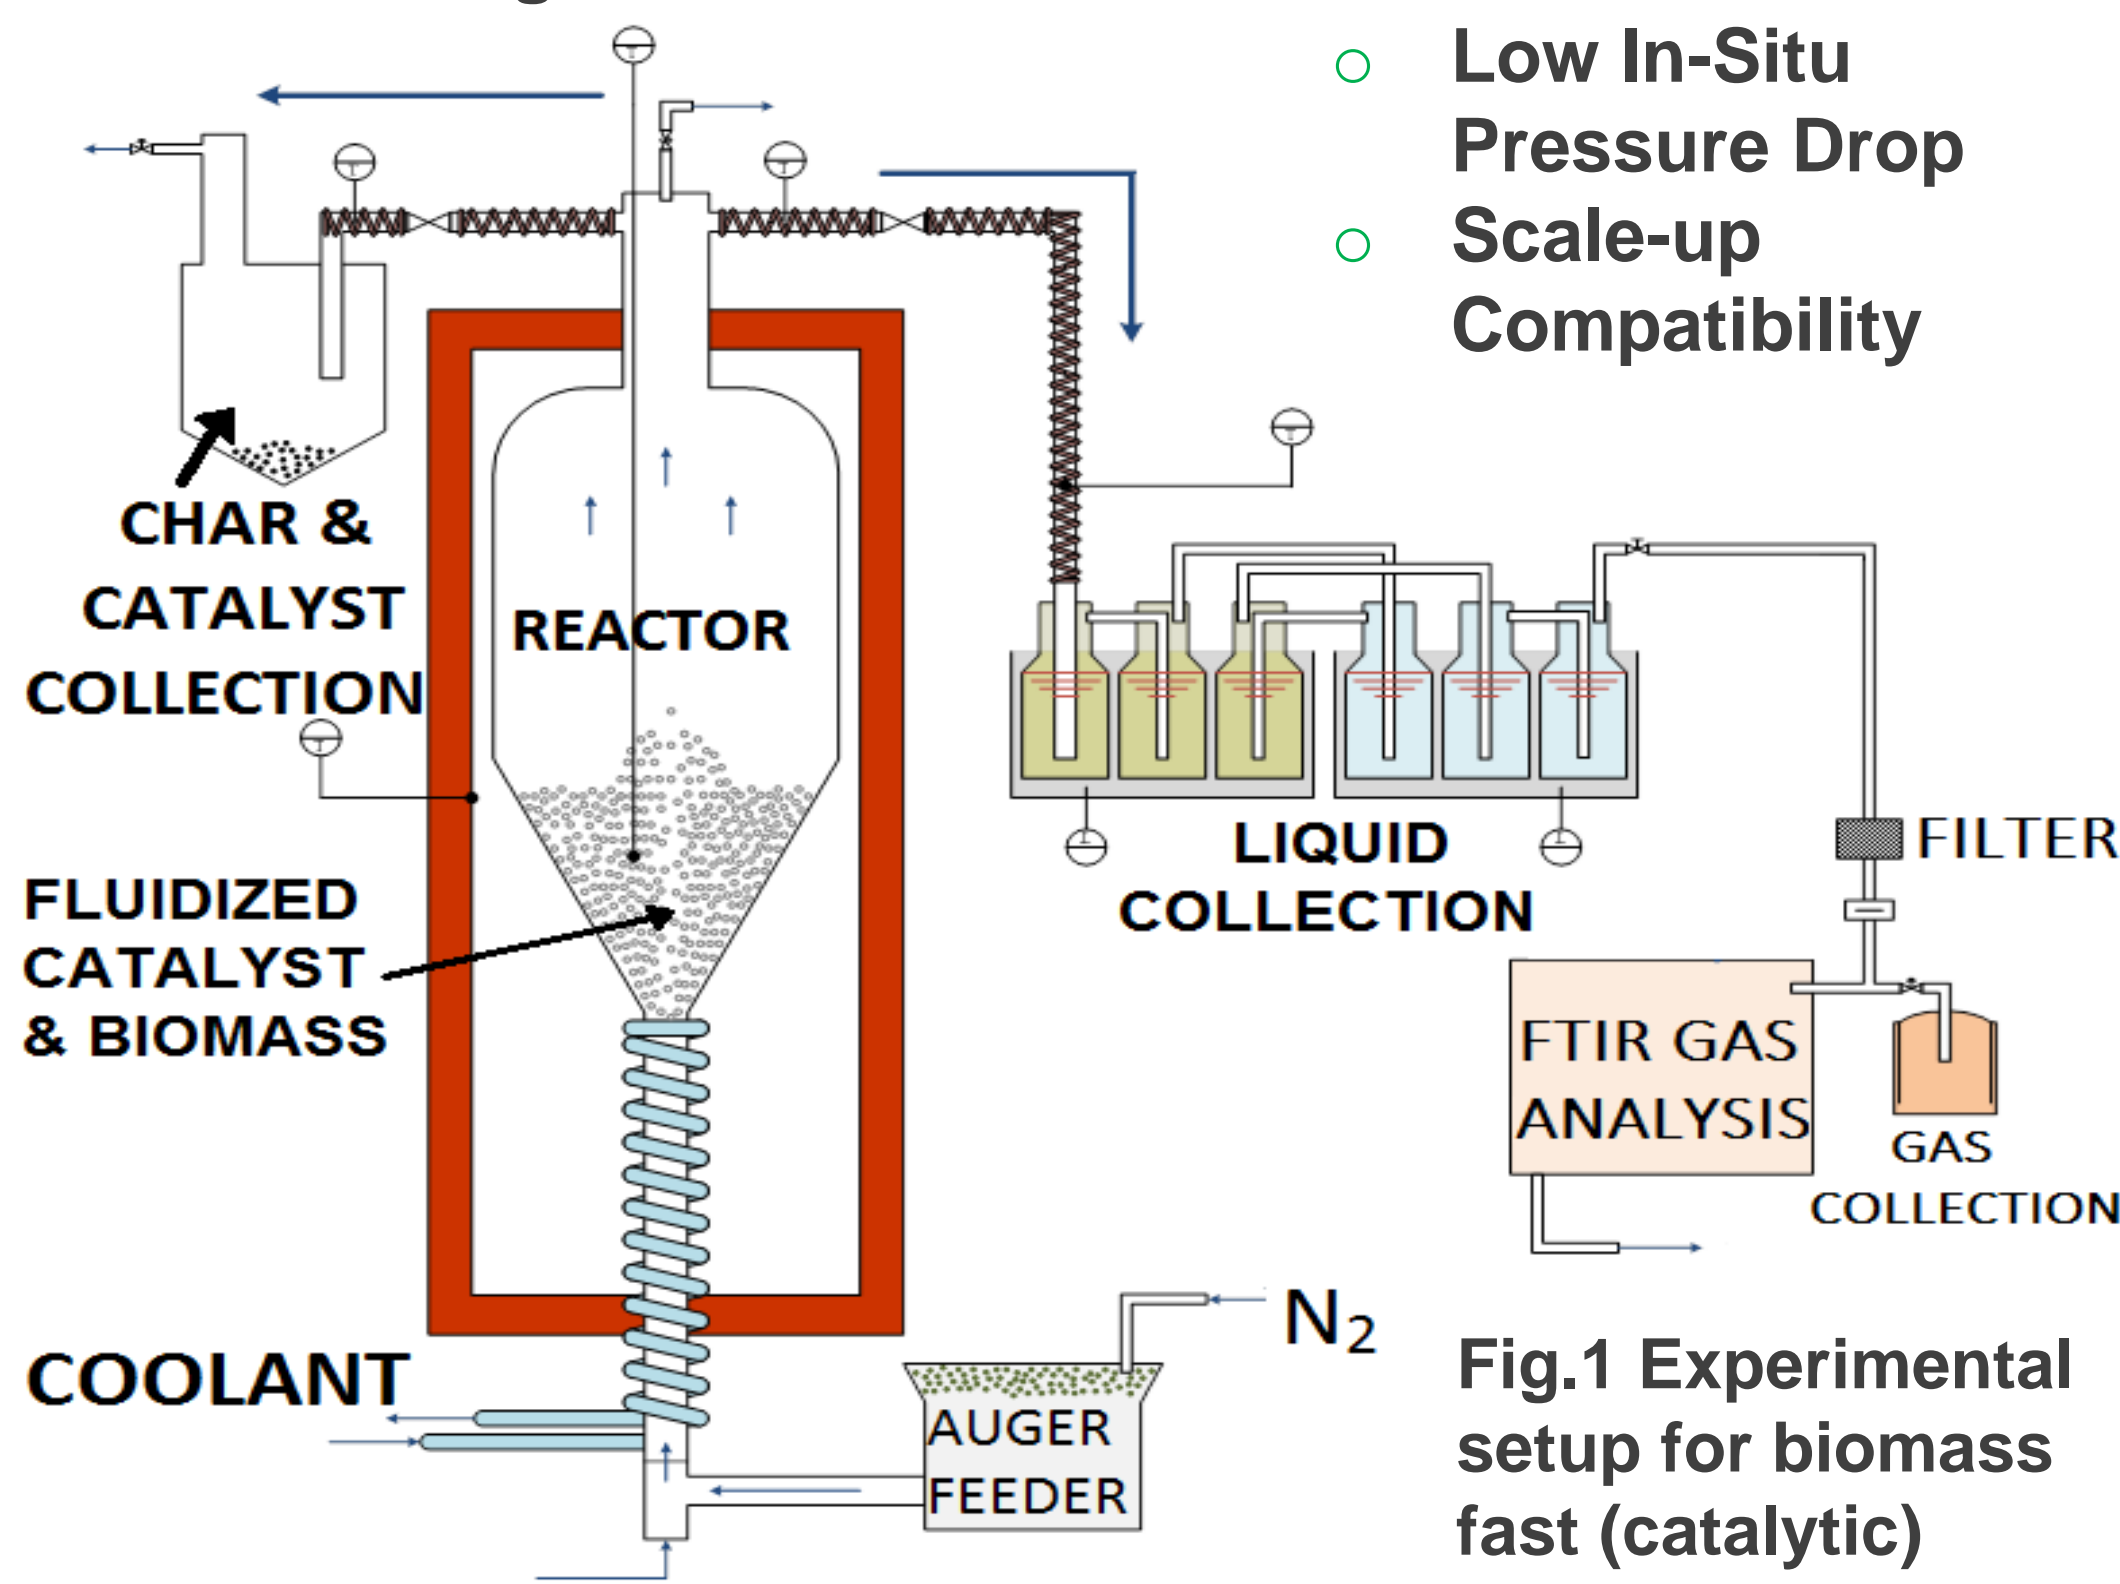 Low In-Situ
Pressure Drop
Scale-up
Compatibility
T
T
T
T
CHAR &
CATALYST
COLLECTION
REACTOR
T
T
T
LIQUID
COLLECTION
FILTER
FLUIDIZED
CATALYST
& BIOMASS
FTIR GAS
ANALYSIS
GAS
COLLECTION
N2
COOLANT
AUGER
FEEDER
Fig.1 Experimental
setup for biomass
fast (catalytic)